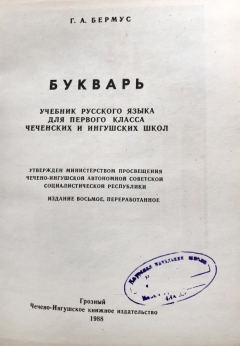 Г. А. БЕРМУС
БУКВАРЬ
УЧЕБНИК РУССКОГО ЯЗЫКА
ДЛЯ ПЕРВОГО КЛАССА
ЧЕЧЕНСКИХ И ИНГУШСКИХ ШКОЛ
УТВЕРЖДЕН МИНИСТЕРСТВОМ ПРОСВЕЩЕНИЯ
ЧЕЧЕНО-ИНГУШСКОЙ АВТОНОМНОЙ СОВЕТСКОЙ
СОЦИАЛИСТИЧЕСКОЙ РЕСПУБЛИКИ
ИЗДАНИЕ ВОСЬМОЕ, ПЕРЕРАБОТАННОЕ
начальная
Грозный
Чечено-Ингушское книжное издательство
1988